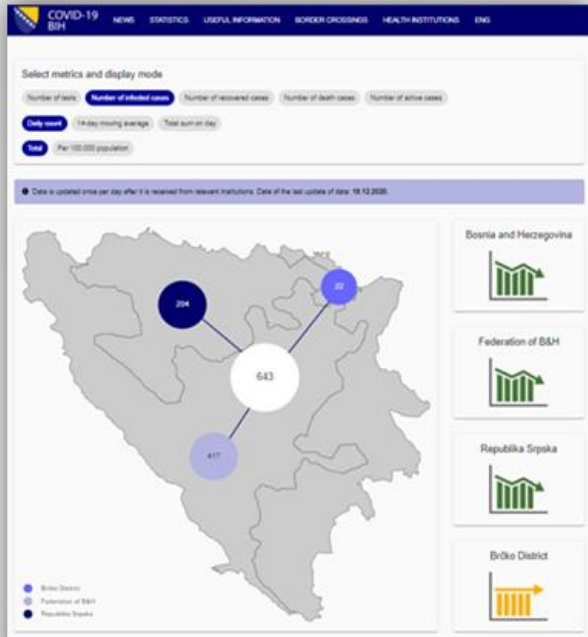 COVID-19
BIH
NEWS STATISTICS USEFUL INFORMATION BORDER CROSSINGS HEALTH INSTITUTIONS ENG
Select metrics and display mode
Number of tests Number of infected cases Number of recovered cases Number of death cases Number of active cases
Daily count 14-day moving average Total sum on day
Total Per 100.000 population
Data is updated once per day after it is received from relevant institutions. Date of the last update of data: 10.12.2020.
204
22
643
417
Brčko District
Federation of B&H
Republika Srpska
Bosnia and Herzegovina
Federation of B&H
Republika Srpska
Brčko District